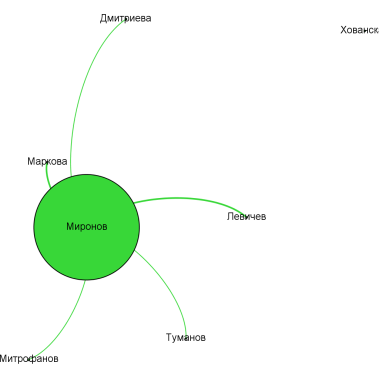 Дмитриева
Хованск
Маркова
Левичев
Миронов
Туманов
Митрофанов